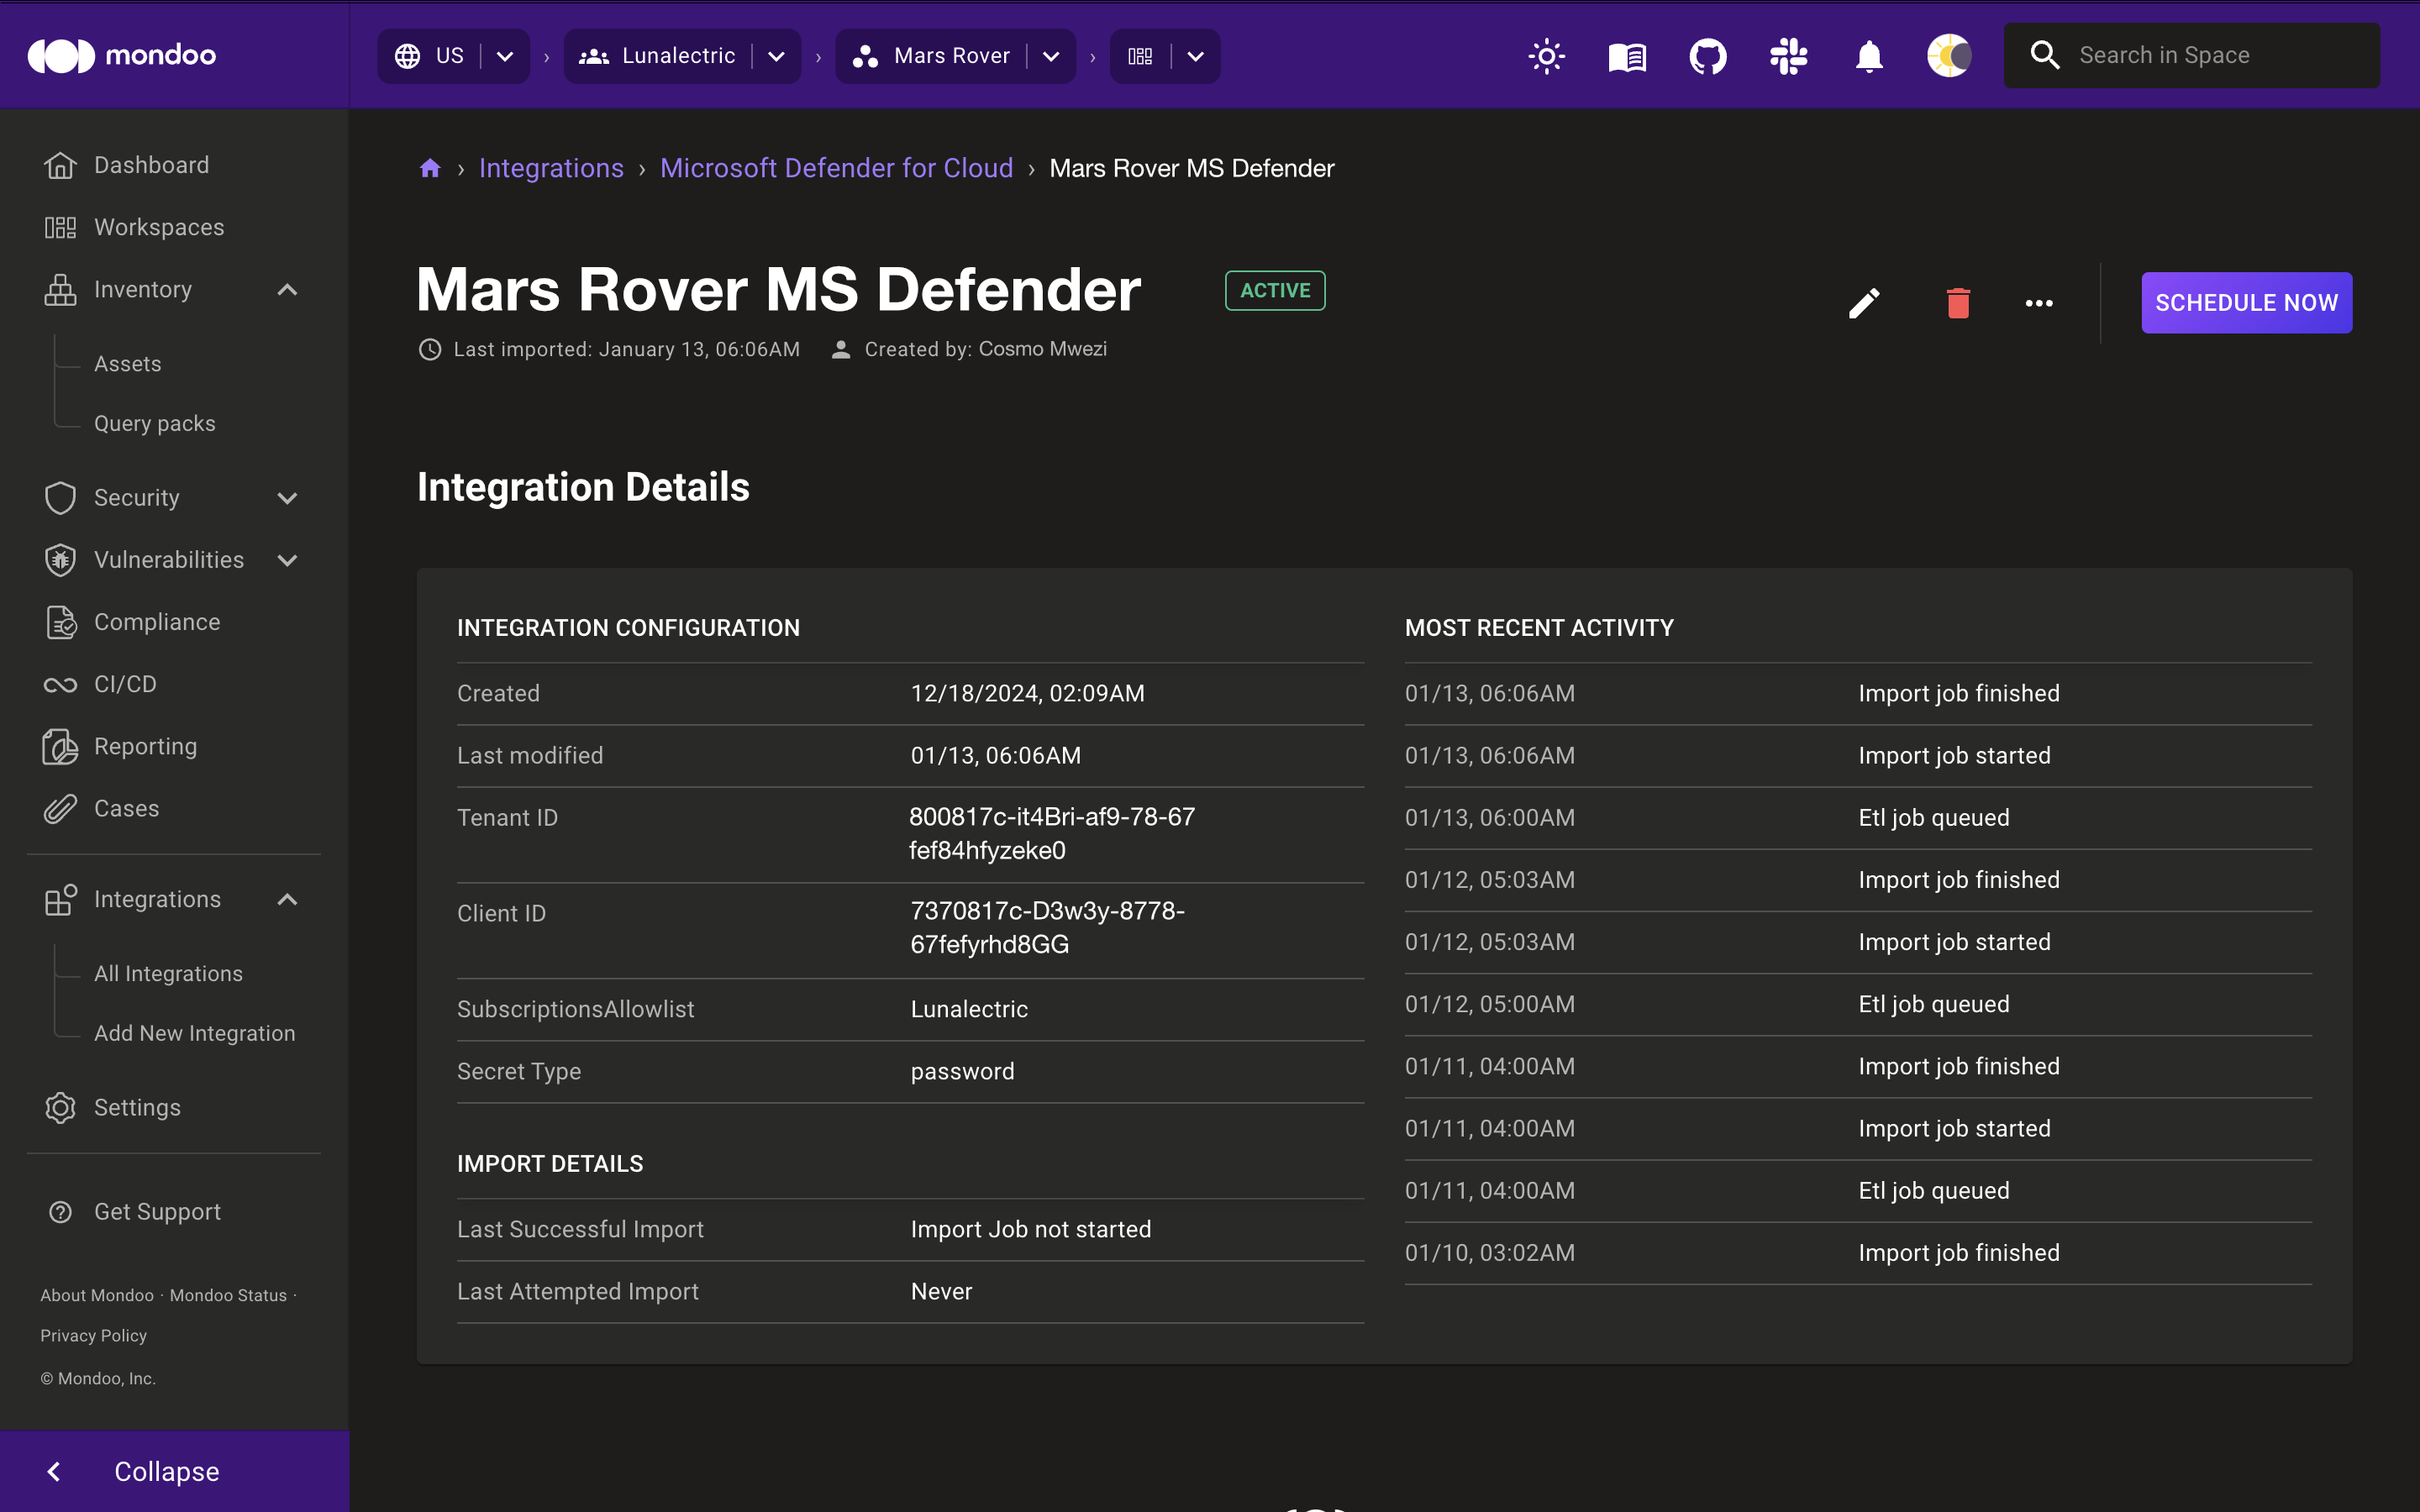 mondoo
US
Lunalectric
Mars Rover
Search in Space
Dashboard
Workspaces
Inventory
Assets
Query packs
Security
Vulnerabilities
Compliance
CI/CD
Reporting
Cases
Integrations
All Integrations
Add New Integration
Settings
Get Support
About Mondoo · Mondoo Status ·
Privacy Policy
© Mondoo, Inc.
Collapse
› Integrations › Microsoft Defender for Cloud › Mars Rover MS Defender
Mars Rover MS Defender
ACTIVE
SCHEDULE NOW
Last imported: January 13, 06:06AM
Created by: Cosmo Mwezi
Integration Details
INTEGRATION CONFIGURATION
Created 12/18/2024, 02:09AM
Last modified 01/13, 06:06AM
Tenant ID 800817c-it4Bri-af9-78-67
fef84hfyzeke0
Client ID 7370817c-D3w3y-8778-
67fefyrhd8GG
SubscriptionsAllowlist Lunalectric
Secret Type password
IMPORT DETAILS
Last Successful Import Import Job not started
Last Attempted Import Never
MOST RECENT ACTIVITY
01/13, 06:06AM Import job finished
01/13, 06:06AM Import job started
01/13, 06:00AM Etl job queued
01/12, 05:03AM Import job finished
01/12, 05:03AM Import job started
01/12, 05:00AM Etl job queued
01/11, 04:00AM Import job finished
01/11, 04:00AM Import job started
01/11, 04:00AM Etl job queued
01/10, 03:02AM Import job finished